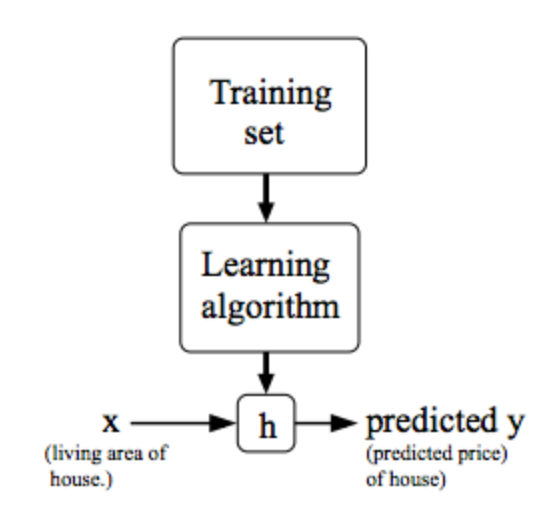 Training
set
Learning
algorithm
x
h
predicted y
(living area of
house.)
(predicted price)
of house)